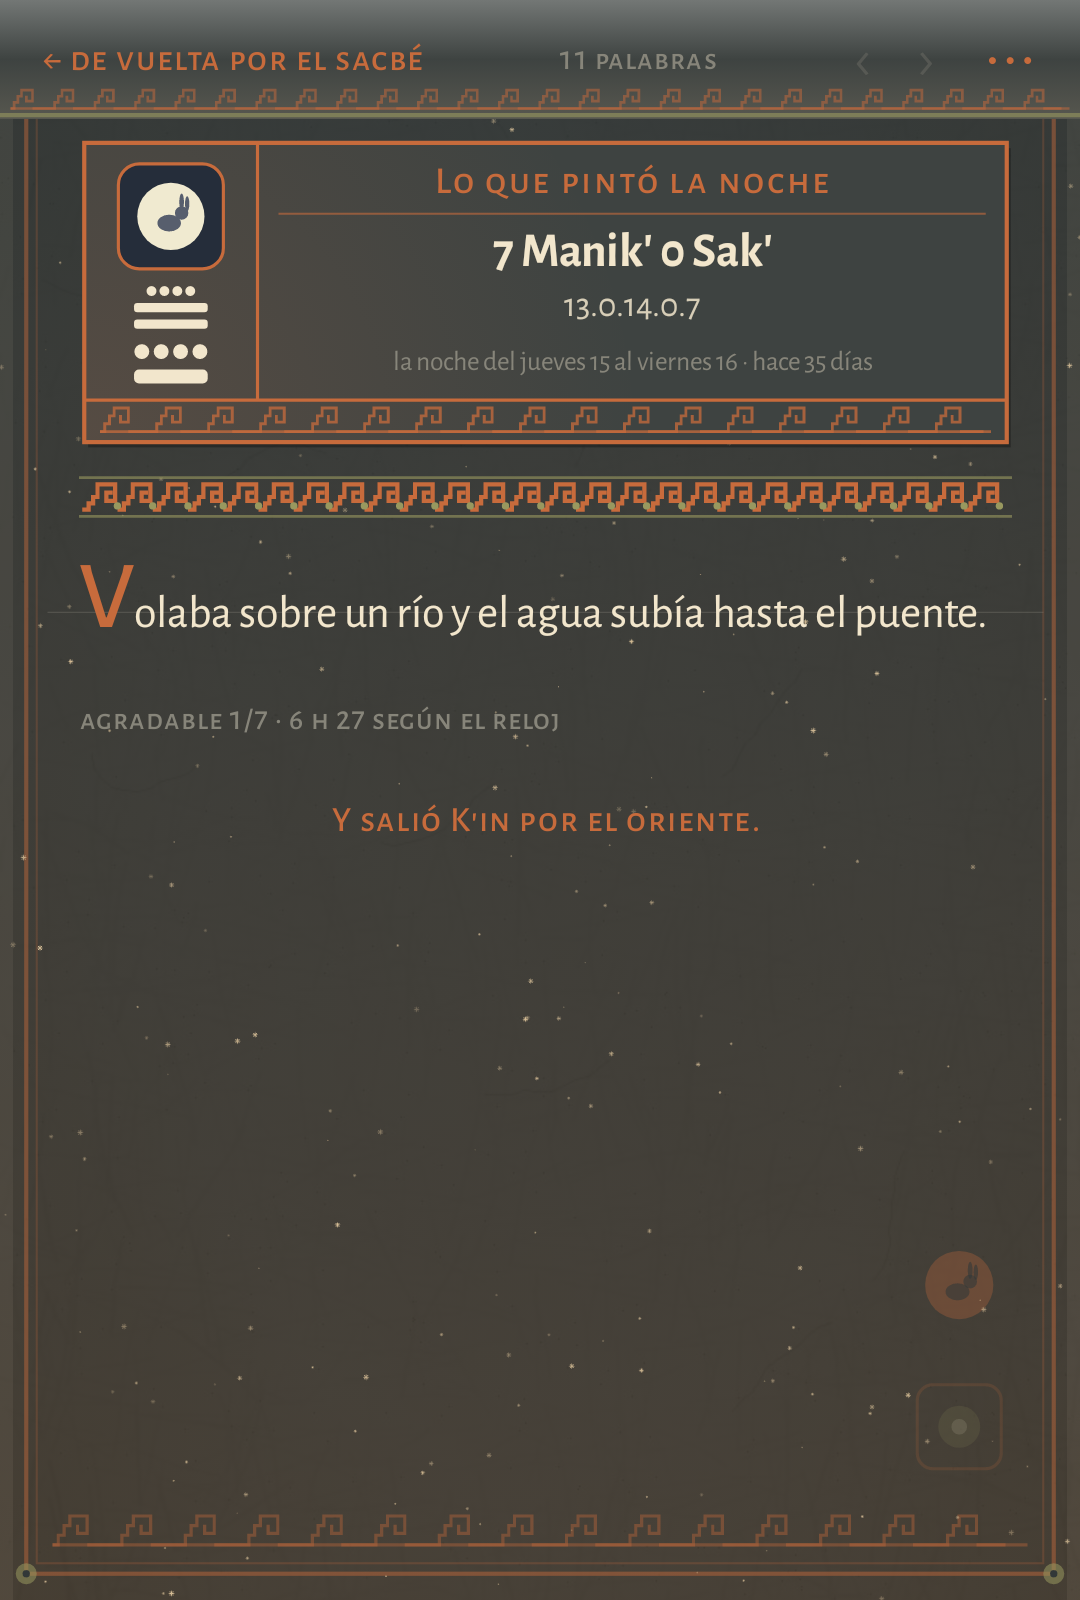 ← DE VUELTA POR EL SACBÉ
11 PALABRAS
LO QUE PINTÓ LA NOCHE
7 Manik' 0 Sak'
13.0.14.0.7
la noche del jueves 15 al viernes 16 · hace 35 días
Volaba sobre un río y el agua subía hasta el puente.
AGRADABLE 1/7 · 6 H 27 SEGÚN EL RELOJ
Y SALIÓ K'IN POR EL ORIENTE.